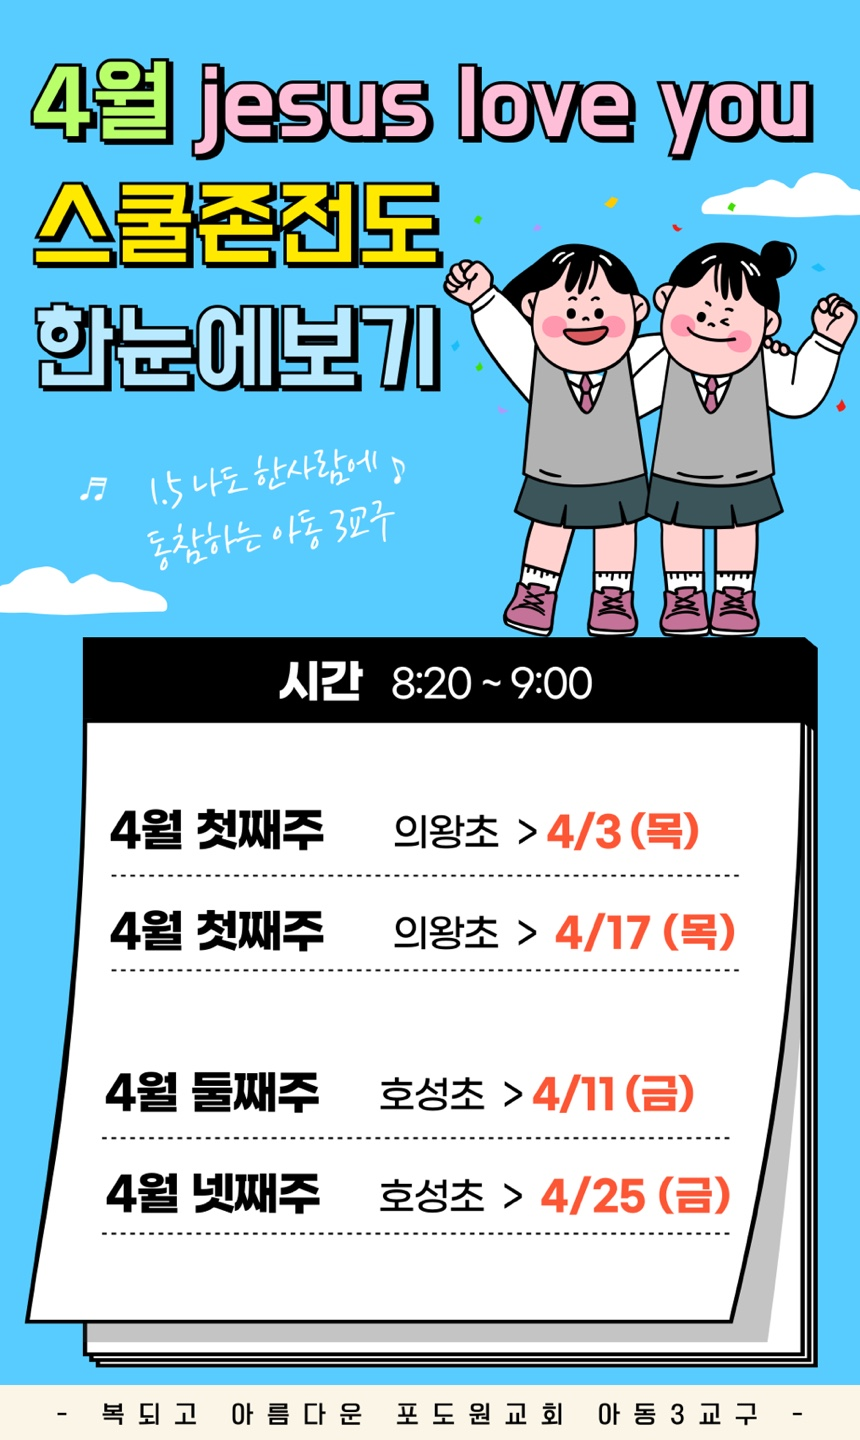 4월 jesus love you
스쿨존전도
한눈에보기
1.5 나도 한사람에
동참하는 아동 3교구
시간 8:20 ~ 9:00
4월 첫째주 의왕초 > 4/3 (목)
4월 첫째주 의왕초 > 4/17 (목)
4월 둘째주 호성초 > 4/11 (금)
4월 넷째주 호성초 > 4/25 (금)
- 복되고 아름다운 포도원교회 아동3교구 -